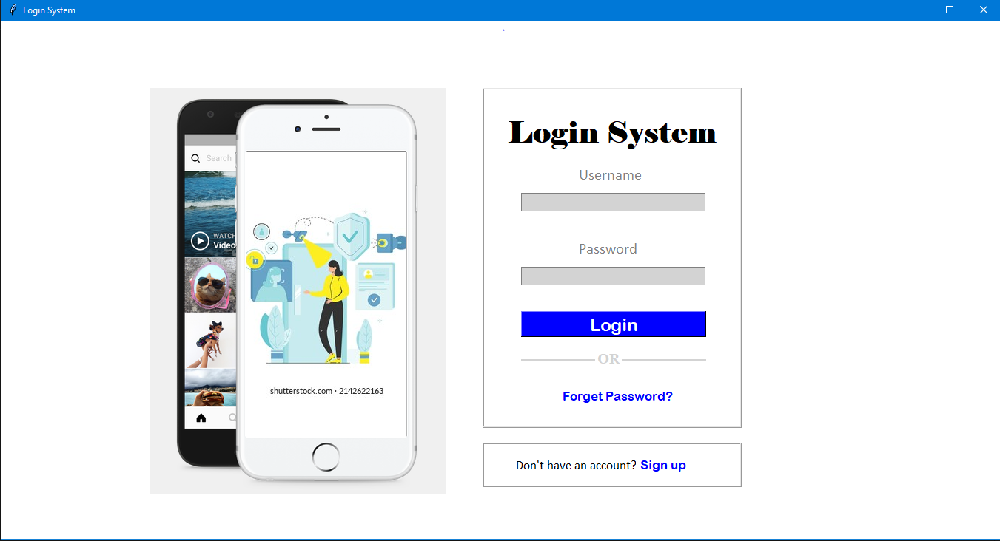 Login System
Search
WATCH
Video
shutterstock.com · 2142622163
Login System
Username
Password
Login
OR
Forget Password?
Don't have an account? Sign up